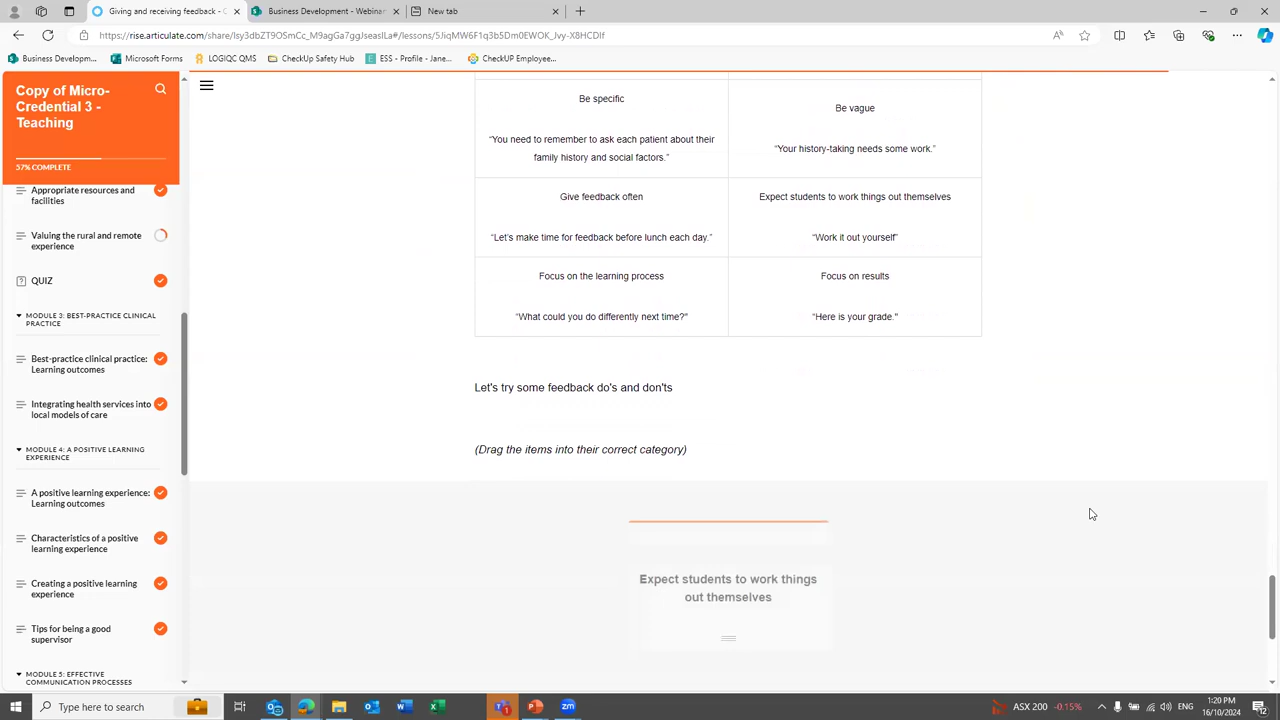 Giving and receiving feedback - C
Business Development - Webinar
New tab
https://rise.articulate.com/share/Isy3dbZT9OSmCc_M9agGa7ggJseasILa#/lessons/5JiqMW6F1q3b5Dm0EWOK_Jvy-X8HCDIf
Business Developm...
Microsoft Forms
LOGIQC QMS
CheckUp Safety Hub
ESS - Profile - Jane...
CheckUP Employee...
Copy of Micro-
Credential 3 -
Teaching
57% COMPLETE
Appropriate resources and
facilities
Valuing the rural and remote
experience
QUIZ
MODULE 3: BEST-PRACTICE CLINICAL
PRACTICE
Best-practice clinical practice:
Learning outcomes
Integrating health services into
local models of care
MODULE 4: A POSITIVE LEARNING
EXPERIENCE
A positive learning experience:
Learning outcomes
Characteristics of a positive
learning experience
Creating a positive learning
experience
Tips for being a good
supervisor
MODULE 5: EFFECTIVE
COMMUNICATION PROCESSES
Be specific
“You need to remember to ask each patient about their
family history and social factors.”
Be vague
“Your history-taking needs some work.”
Give feedback often
“Let’s make time for feedback before lunch each day.”
Expect students to work things out themselves
“Work it out yourself”
Focus on the learning process
“What could you do differently next time?”
Focus on results
“Here is your grade.”
Let's try some feedback do's and don'ts
(Drag the items into their correct category)
Expect students to work things
out themselves
Type here to search
ASX 200 -0.15%
ENG
1:20 PM
16/10/2024